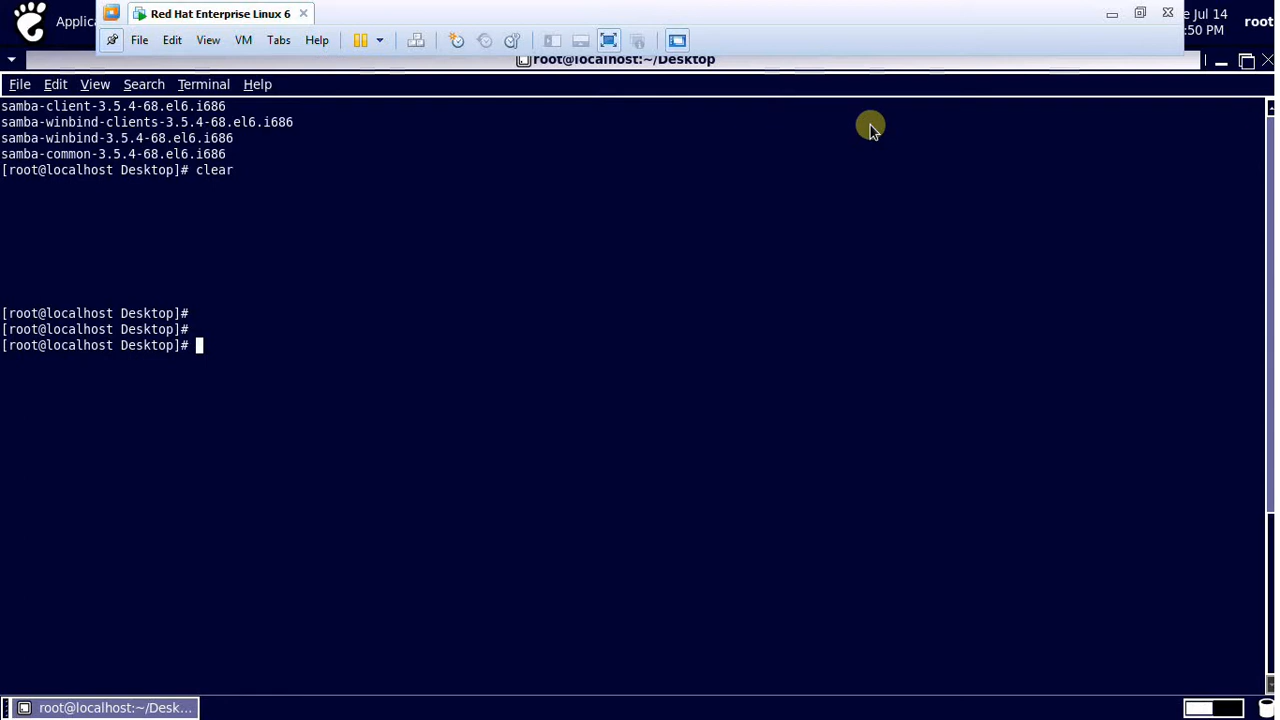 Red Hat Enterprise Linux 6
Applica
e Jul 14
:50 PM
root
File Edit View VM Tabs Help
root@localhost:~/Desktop
File Edit View Search Terminal Help
samba-client-3.5.4-68.el6.i686
samba-winbind-clients-3.5.4-68.el6.i686
samba-winbind-3.5.4-68.el6.i686
samba-common-3.5.4-68.el6.i686
[root@localhost Desktop]# clear
[root@localhost Desktop]#
[root@localhost Desktop]#
[root@localhost Desktop]#
root@localhost:~/Desk...